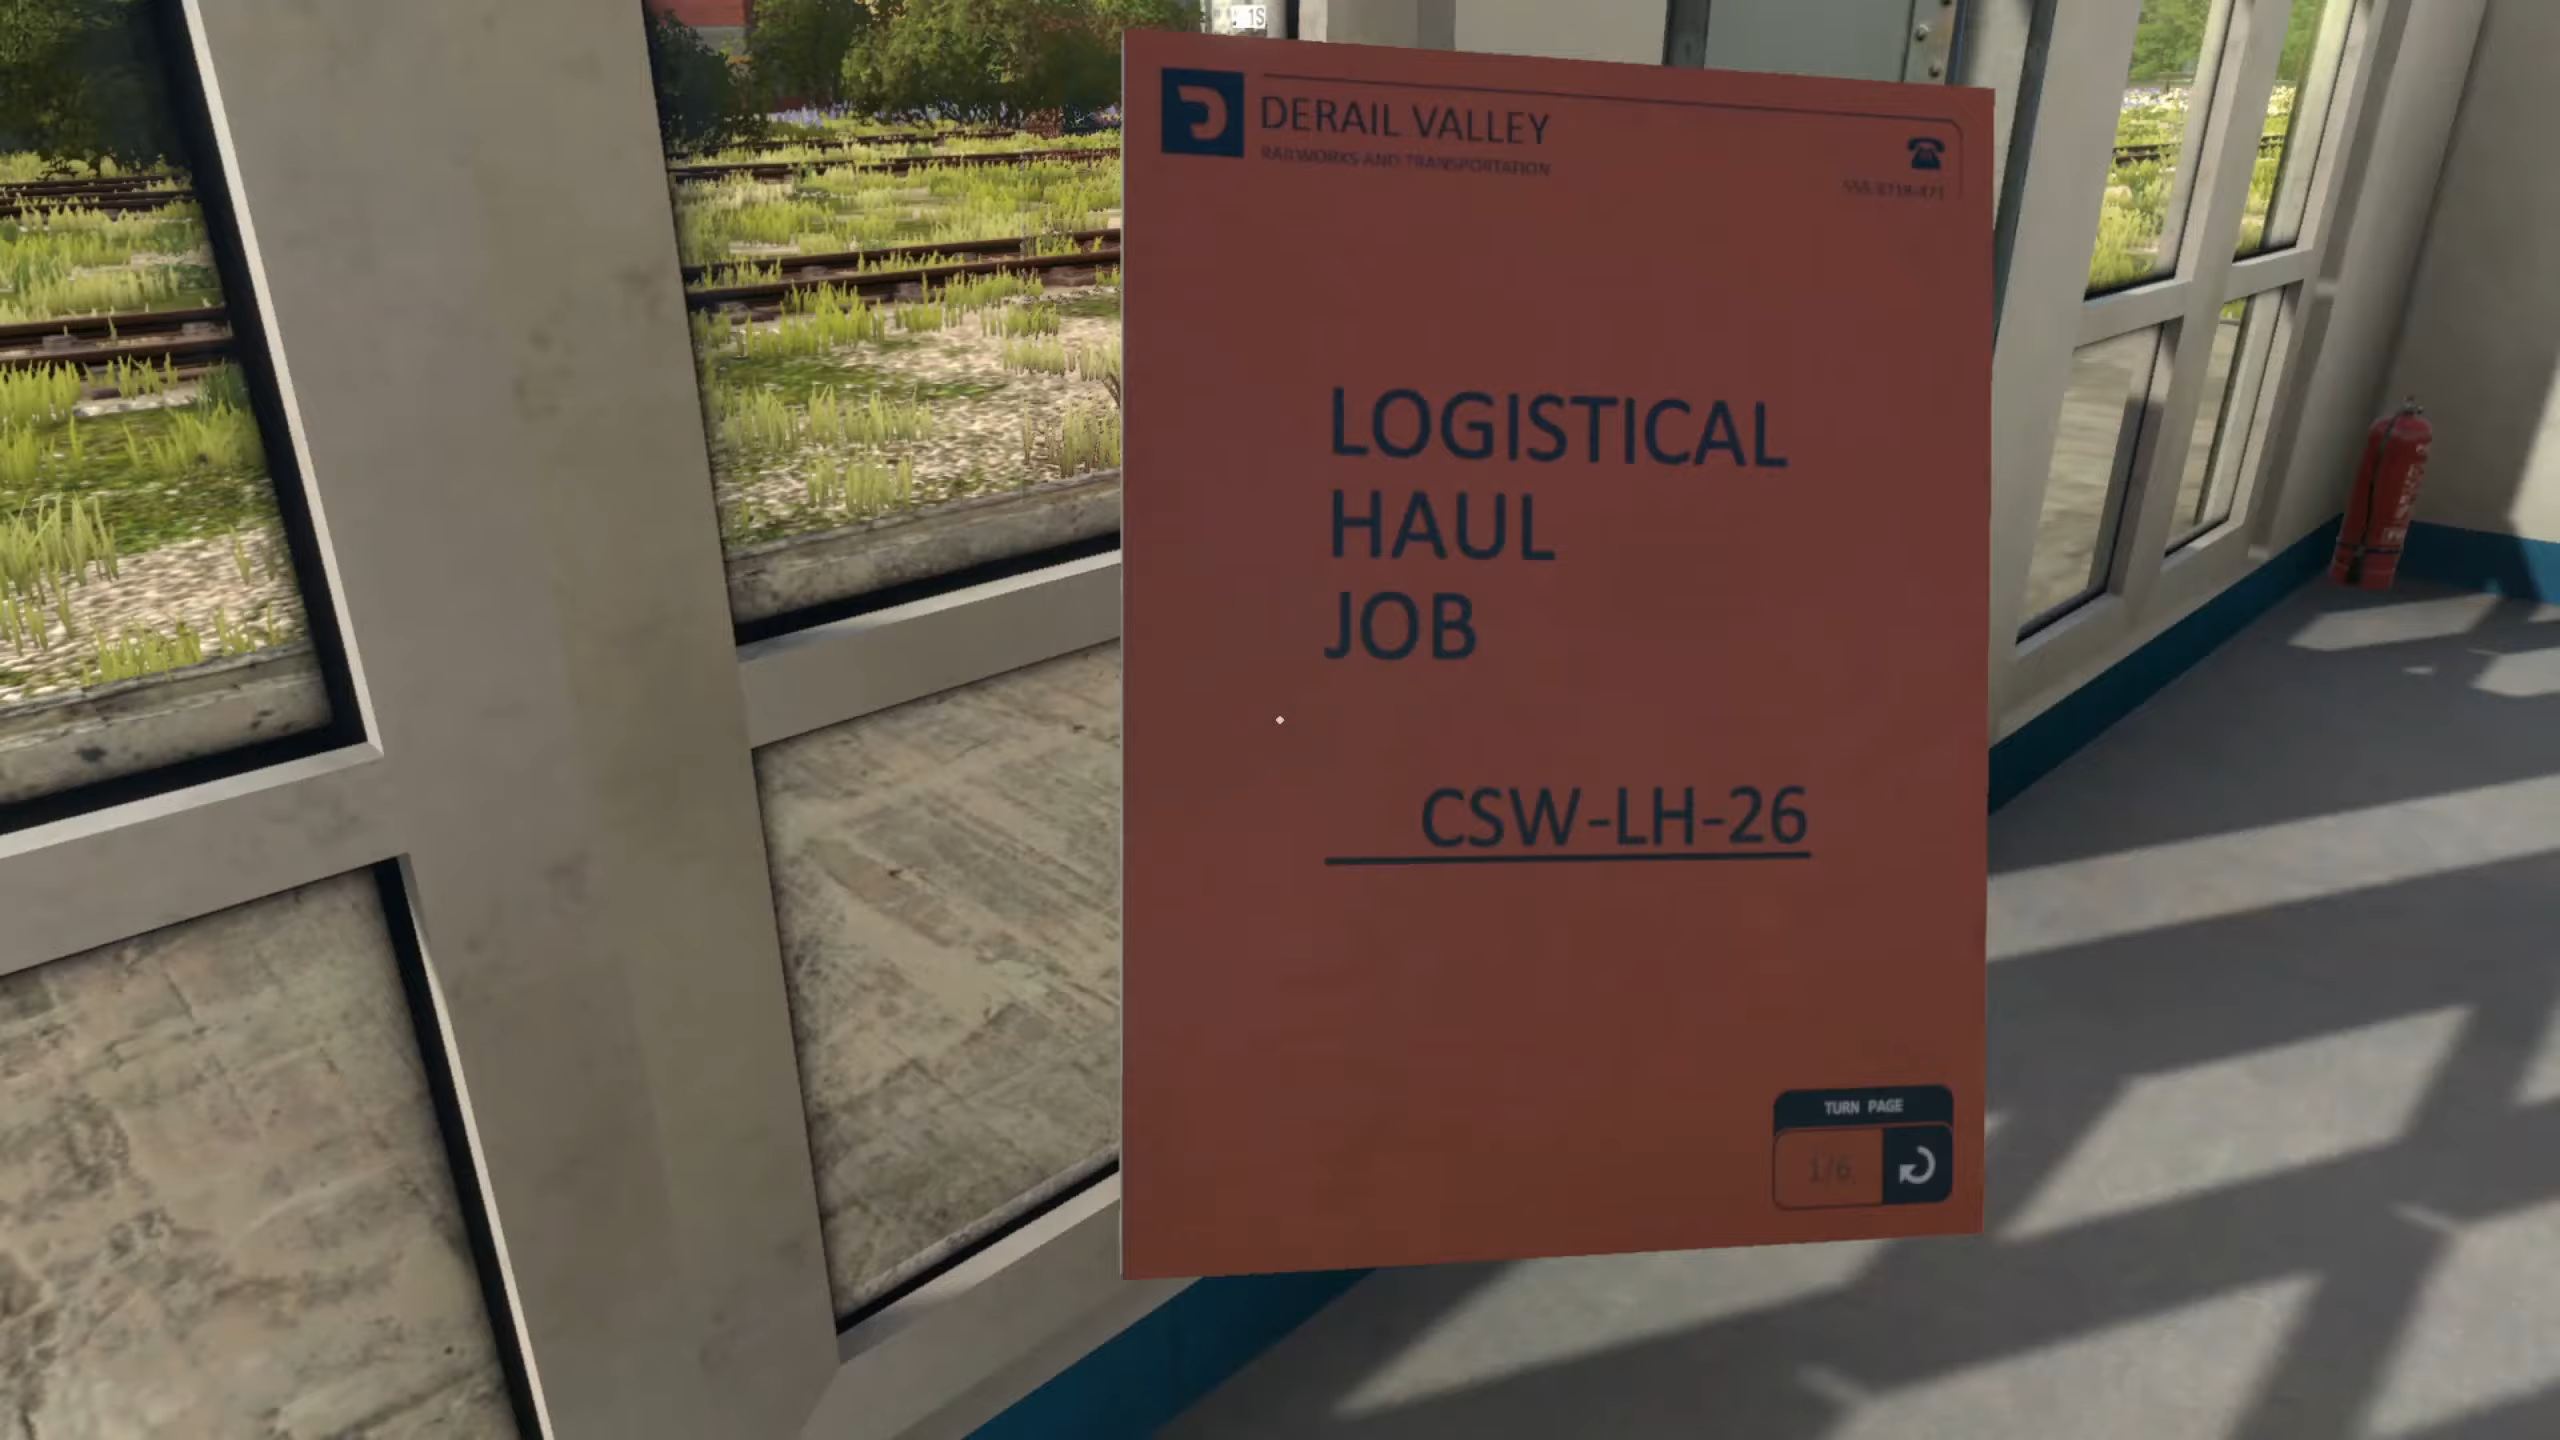 DERAIL VALLEY
RAILWORKS AND TRANSPORTATION
LOGISTICAL
HAUL
JOB
CSW-LH-26
TURN PAGE
1/6